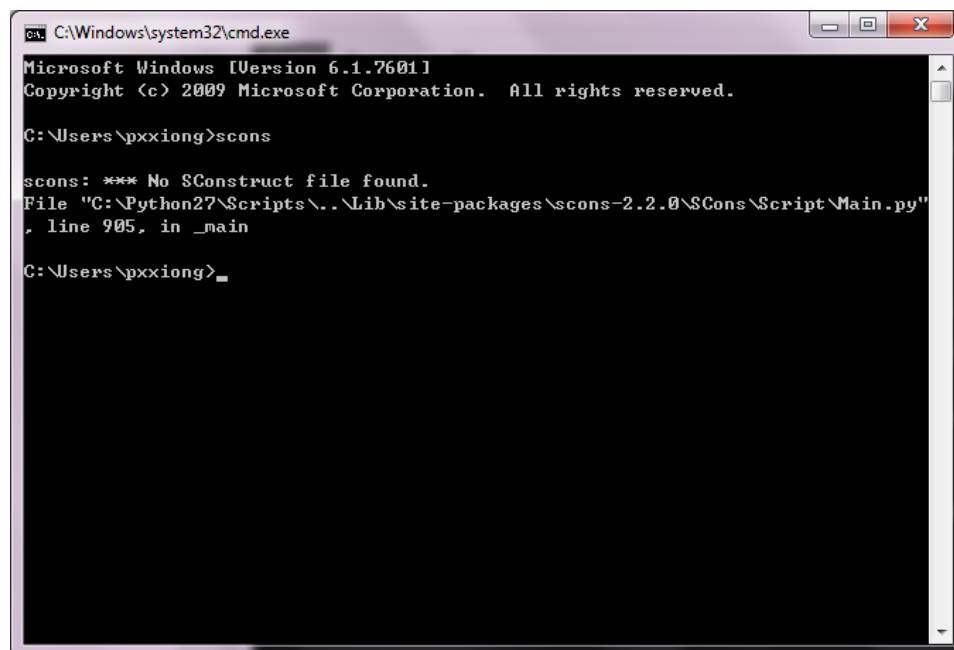 C:\Windows\system32\cmd.exe
Microsoft Windows [Version 6.1.7601]
Copyright (c) 2009 Microsoft Corporation.  All rights reserved.
C:\Users\pxxiong>scons
scons: *** No SConstruct file found.
File "C:\Python27\Scripts\..\Lib\site-packages\scons-2.2.0\SCons\Script\Main.py"
, line 905, in _main
C:\Users\pxxiong>_